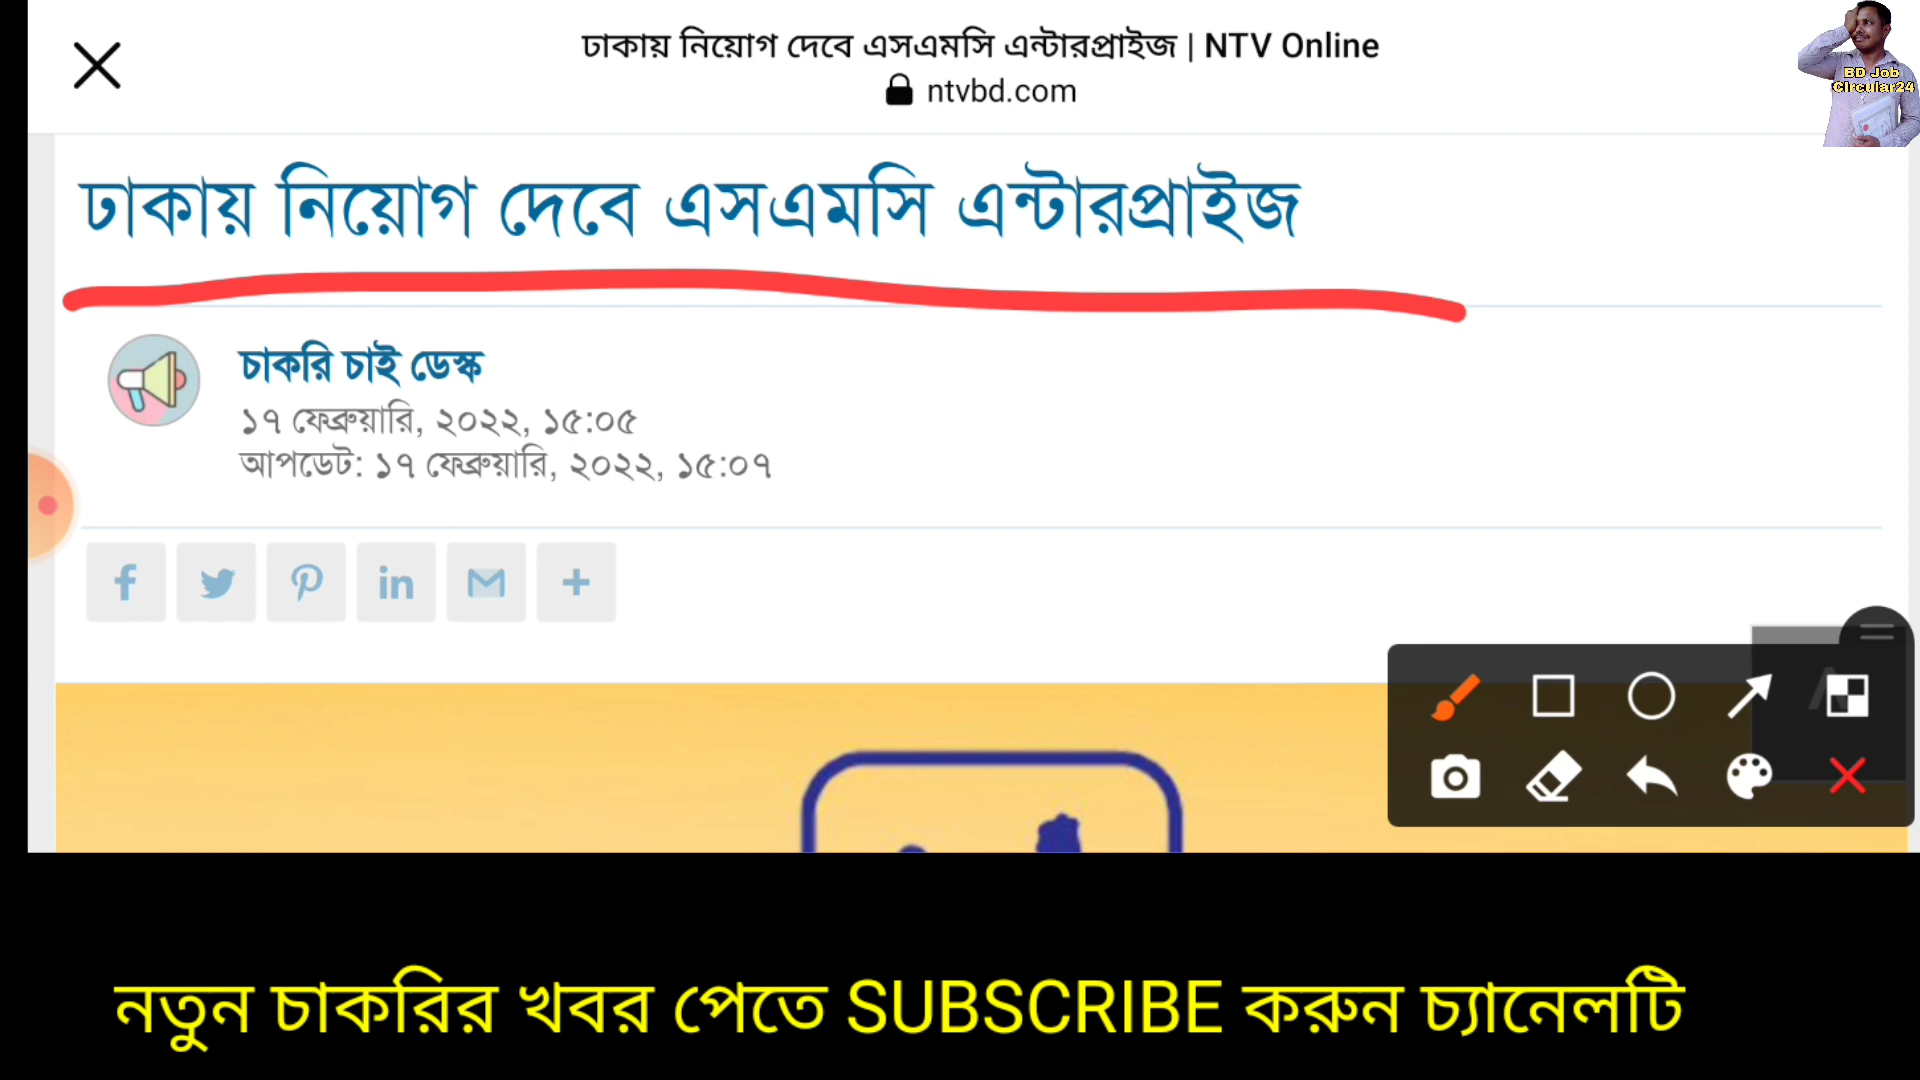 ঢাকায় নিয়োগ দেবে এসএমসি এন্টারপ্রাইজ | NTV Online
ntvbd.com
BD Job
Circular24
ঢাকায় নিয়োগ দেবে এসএমসি এন্টারপ্রাইজ
চাকরি চাই ডেস্ক
১৭ ফেব্রুয়ারি, ২০২২, ১৫:০৫
আপডেট: ১৭ ফেব্রুয়ারি, ২০২২, ১৫:০৭
নতুন চাকরির খবর পেতে SUBSCRIBE করুন চ্যানেলটি